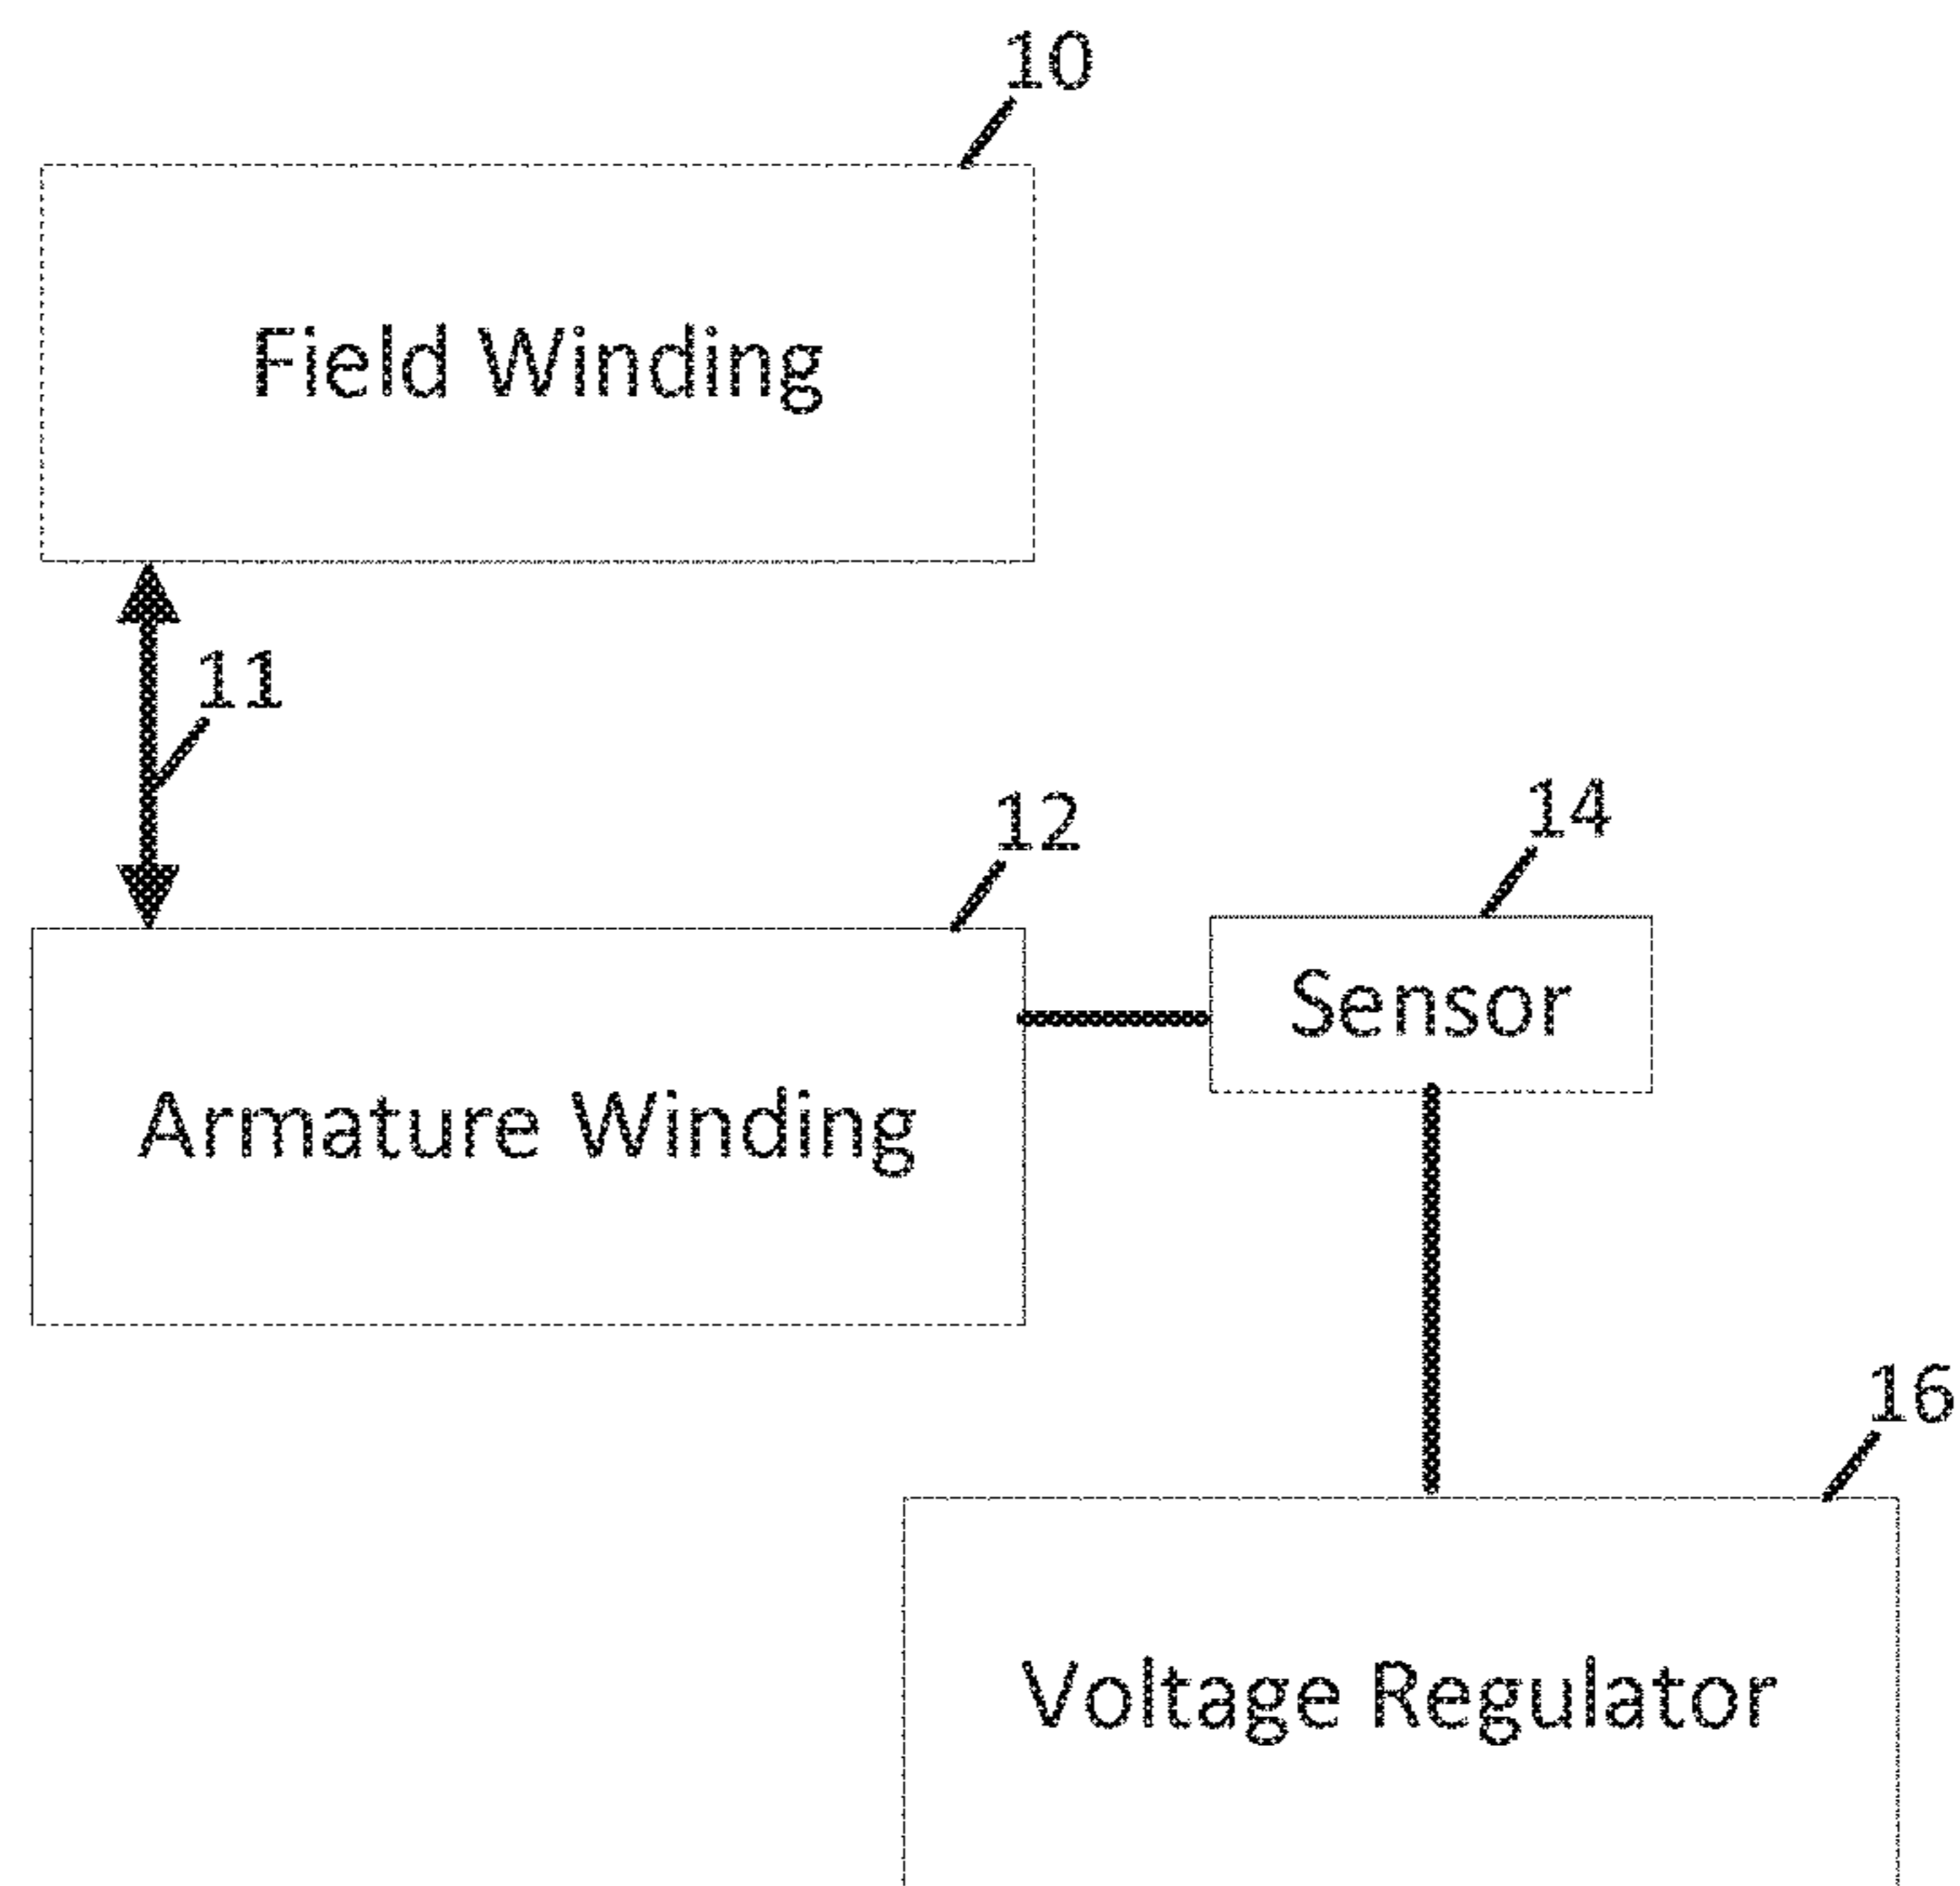 10
Field Winding
11
12
14
Sensor
Armature Winding
16
Voltage Regulator